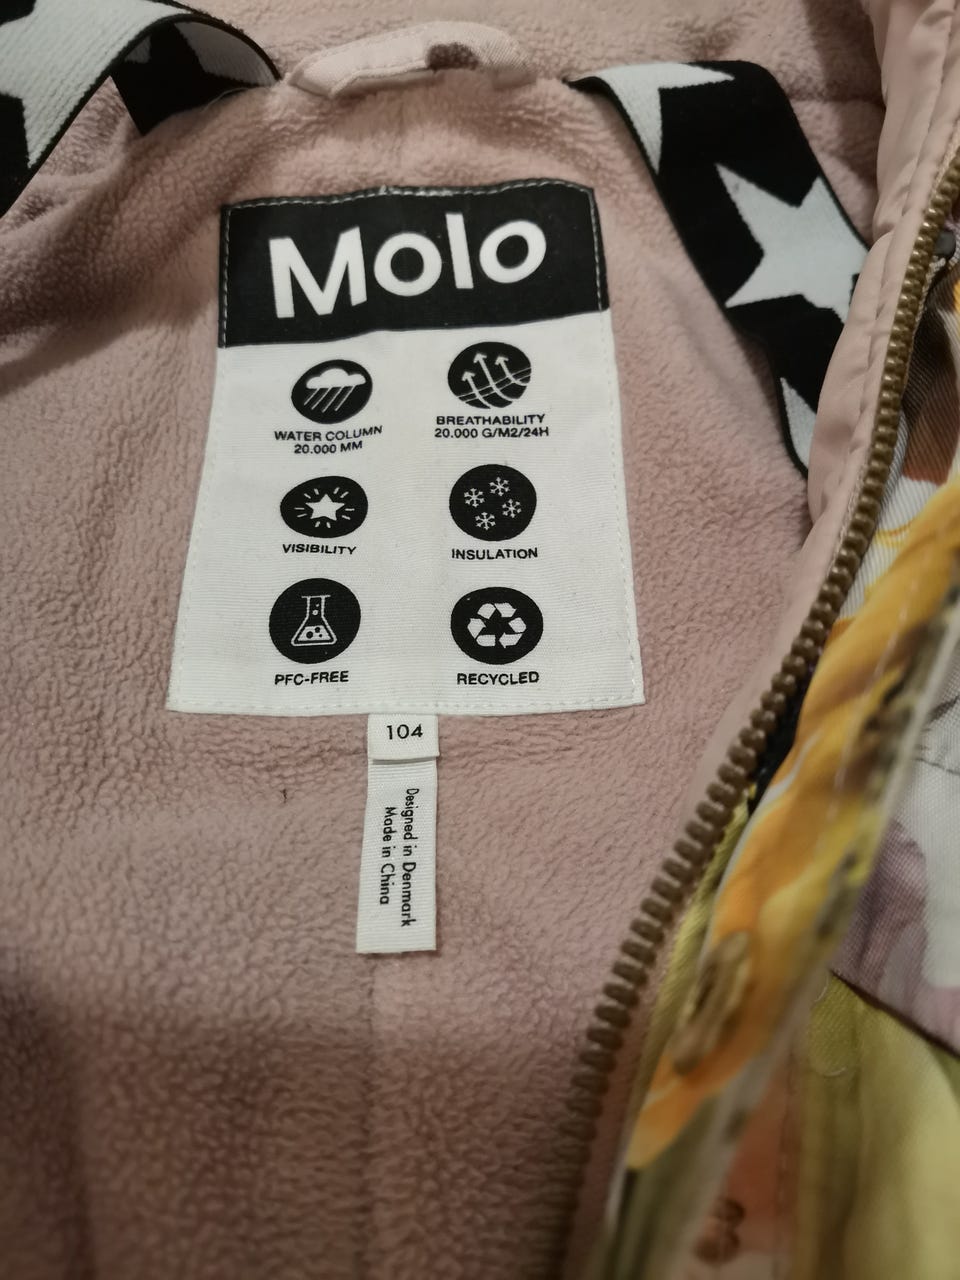 Molo
WATER COLUMN
20.000 MM
BREATHABILITY
20.000 G/M2/24H
VISIBILITY
INSULATION
PFC-FREE
RECYCLED
104
Designed in Denmark
Made in China